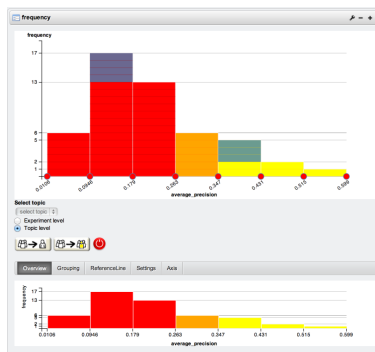 frequency
frequency
17
13
6
5
2
1
0.0106 0.0946 0.179 0.263 0.347 0.431 0.515 0.599
average_precision
Select topic
select topic
Experiment level
Topic level
Overview Grouping ReferenceLine Settings Axis
frequency
17
13
0.0106 0.0946 0.179 0.263 0.347 0.431 0.515 0.599
average_precision